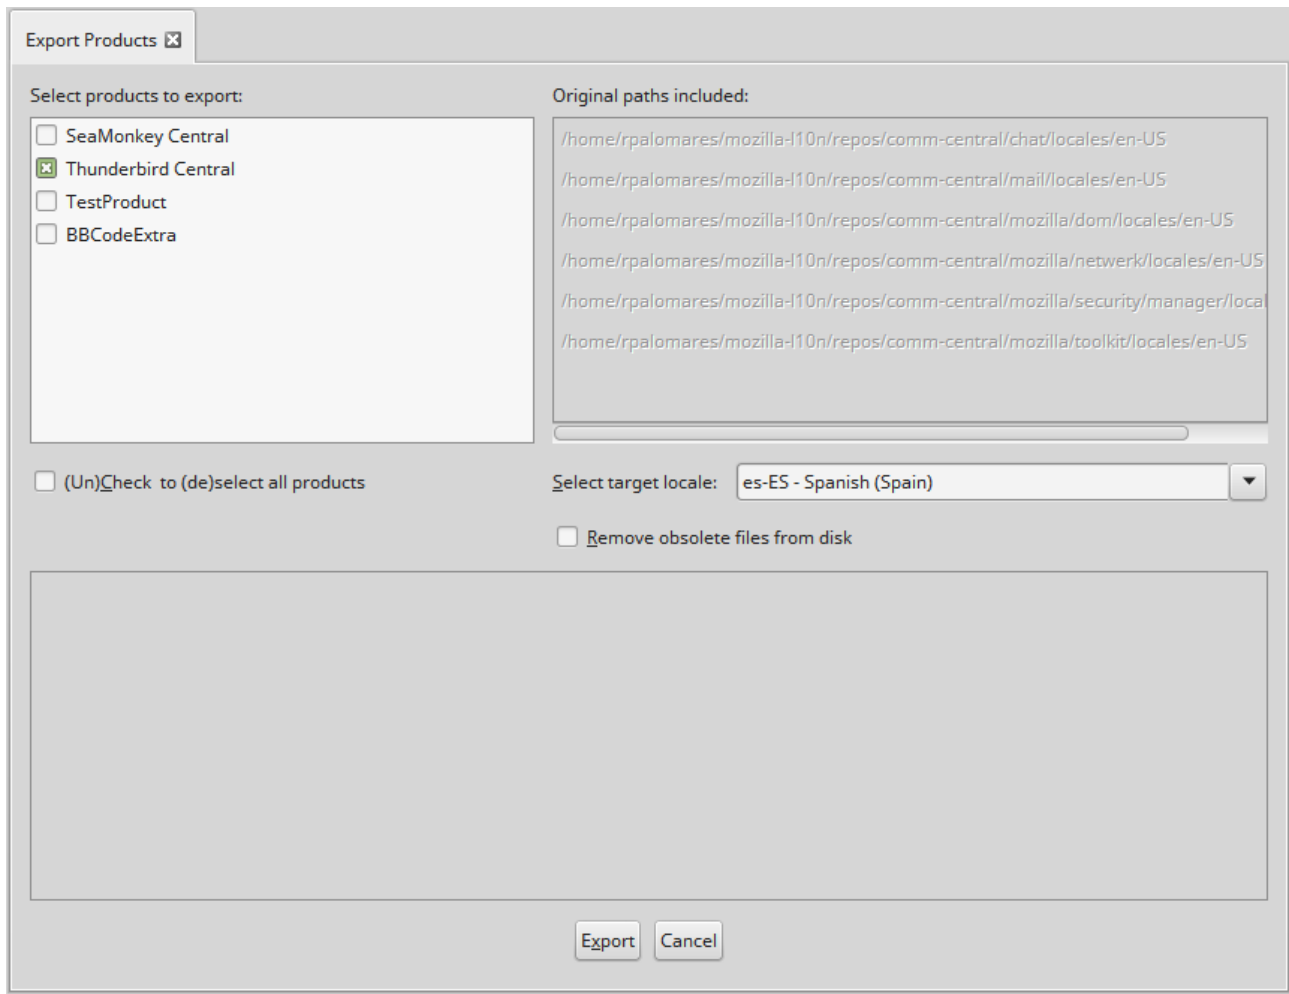 Export Products
Select products to export:
SeaMonkey Central
Thunderbird Central
TestProduct
BBCodeExtra
Original paths included:
/home/rpalomares/mozilla-l10n/repos/comm-central/chat/locales/en-US
/home/rpalomares/mozilla-l10n/repos/comm-central/mail/locales/en-US
/home/rpalomares/mozilla-l10n/repos/comm-central/mozilla/dom/locales/en-US
/home/rpalomares/mozilla-l10n/repos/comm-central/mozilla/netwerk/locales/en-US
/home/rpalomares/mozilla-l10n/repos/comm-central/mozilla/security/manager/local
/home/rpalomares/mozilla-l10n/repos/comm-central/mozilla/toolkit/locales/en-US
(Un)Check to (de)select all products
Select target locale: es-ES - Spanish (Spain)
Remove obsolete files from disk
Export Cancel